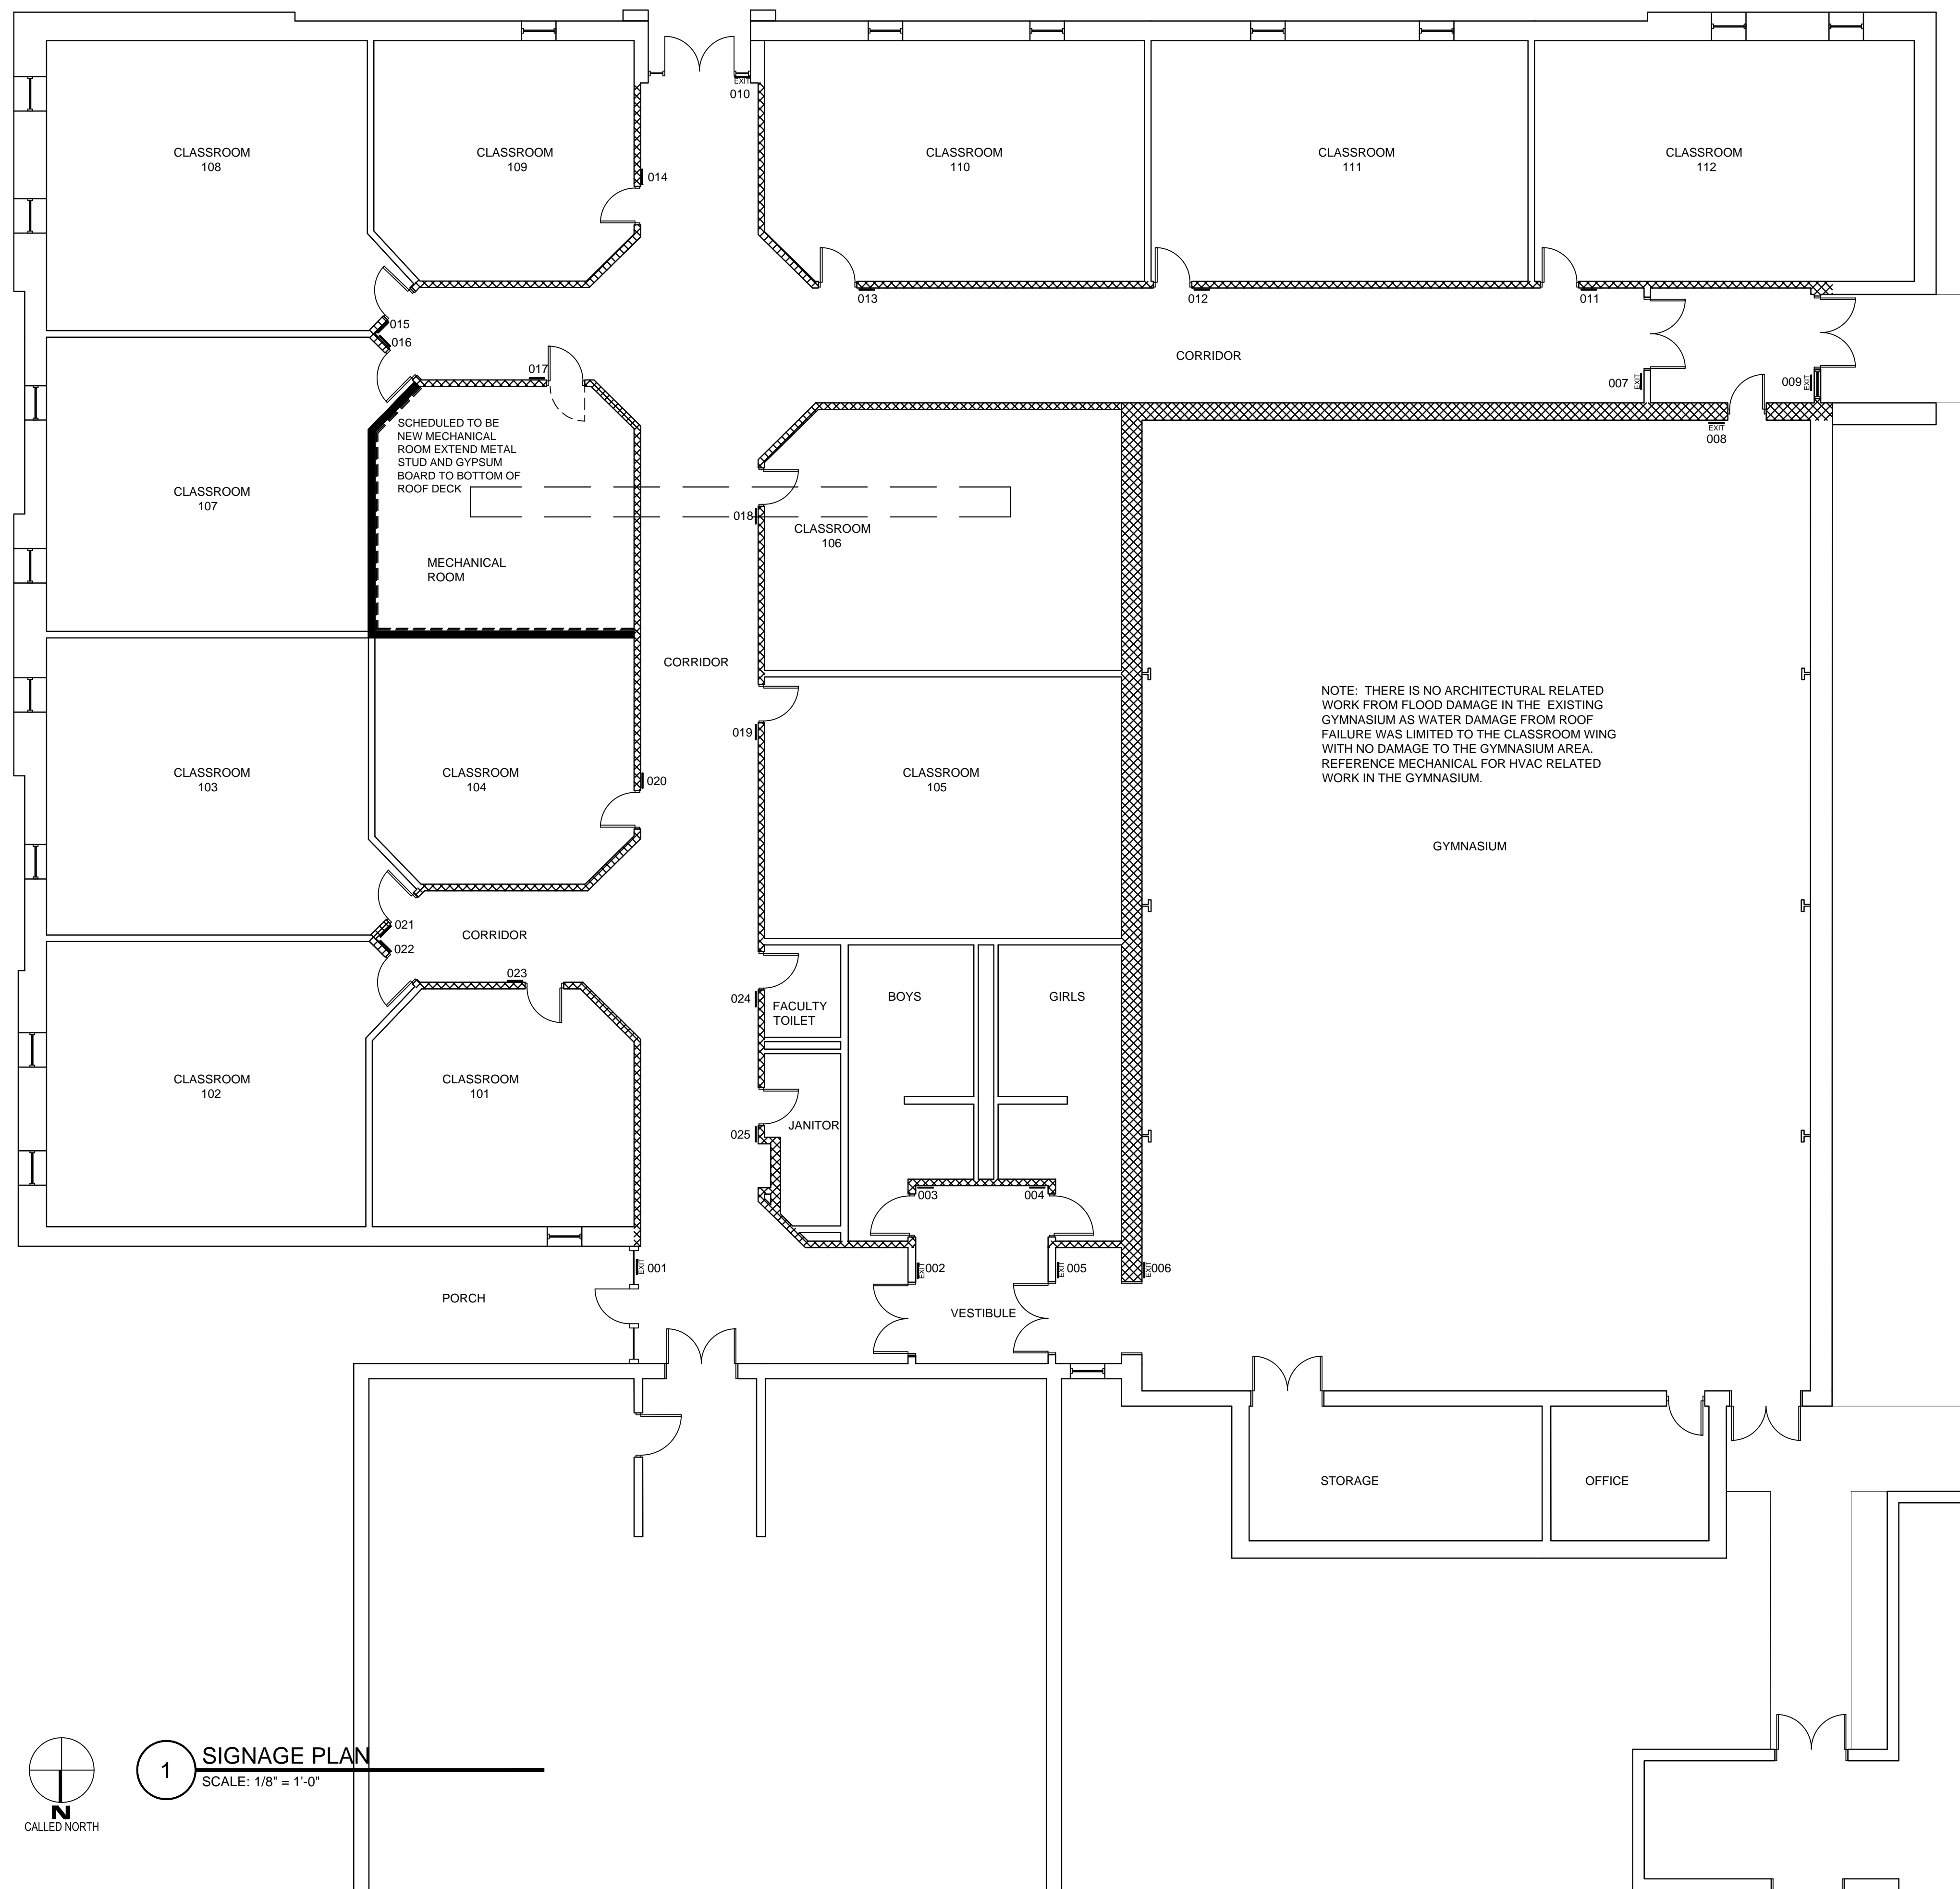 EXIT
010
CLASSROOM
108
CLASSROOM
109
CLASSROOM
110
CLASSROOM
111
CLASSROOM
112
014
013
012
011
015
016
017
CORRIDOR
007
EXIT
009
EXIT
EXIT
008
SCHEDULED TO BE
NEW MECHANICAL
ROOM EXTEND METAL
STUD AND GYPSUM
BOARD TO BOTTOM OF
ROOF DECK
CLASSROOM
107
018
CLASSROOM
106
MECHANICAL
ROOM
CORRIDOR
NOTE: THERE IS NO ARCHITECTURAL RELATED
WORK FROM FLOOD DAMAGE IN THE EXISTING
GYMNASIUM AS WATER DAMAGE FROM ROOF
FAILURE WAS LIMITED TO THE CLASSROOM WING
WITH NO DAMAGE TO THE GYMNASIUM AREA.
REFERENCE MECHANICAL FOR HVAC RELATED
WORK IN THE GYMNASIUM.
019
CLASSROOM
103
CLASSROOM
104
020
CLASSROOM
105
GYMNASIUM
021
022
CORRIDOR
023
024
FACULTY
TOILET
BOYS
GIRLS
CLASSROOM
102
CLASSROOM
101
025
JANITOR
003
004
EXIT
001
EXIT
002
EXIT
005
EXIT
006
PORCH
VESTIBULE
STORAGE
OFFICE
1
SIGNAGE PLAN
SCALE: 1/8" = 1'-0"
N
CALLED NORTH